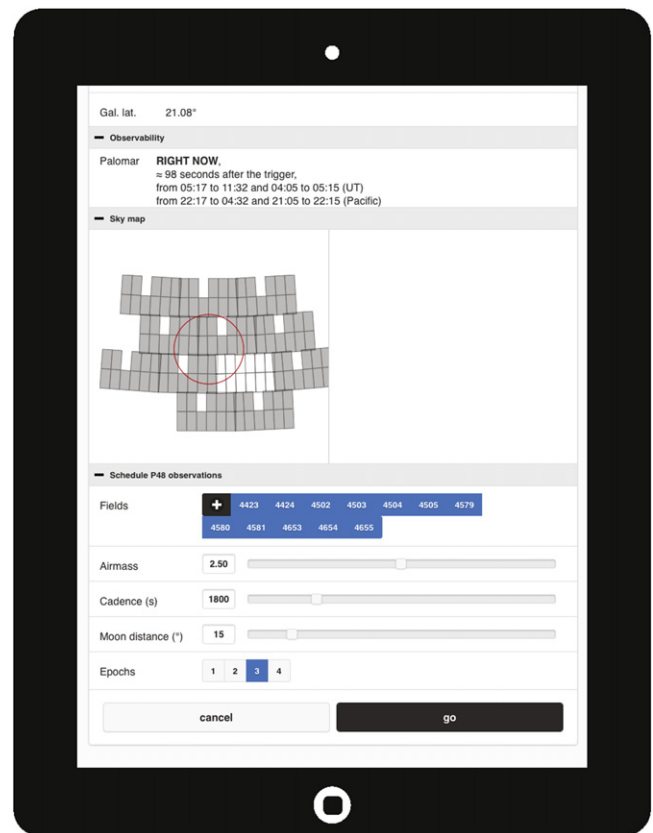 Gal. lat. 21.08°
Observability
Palomar RIGHT NOW,
≈ 98 seconds after the trigger,
from 05:17 to 11:32 and 04:05 to 05:15 (UT)
from 22:17 to 04:32 and 21:05 to 22:15 (Pacific)
Sky map
Schedule P48 observations
Fields + 4423 4424 4502 4503 4504 4505 4579
4580 4581 4653 4654 4655
Airmass 2.50
Cadence (s) 1800
Moon distance (°) 15
Epochs 1 2 3 4
cancel go